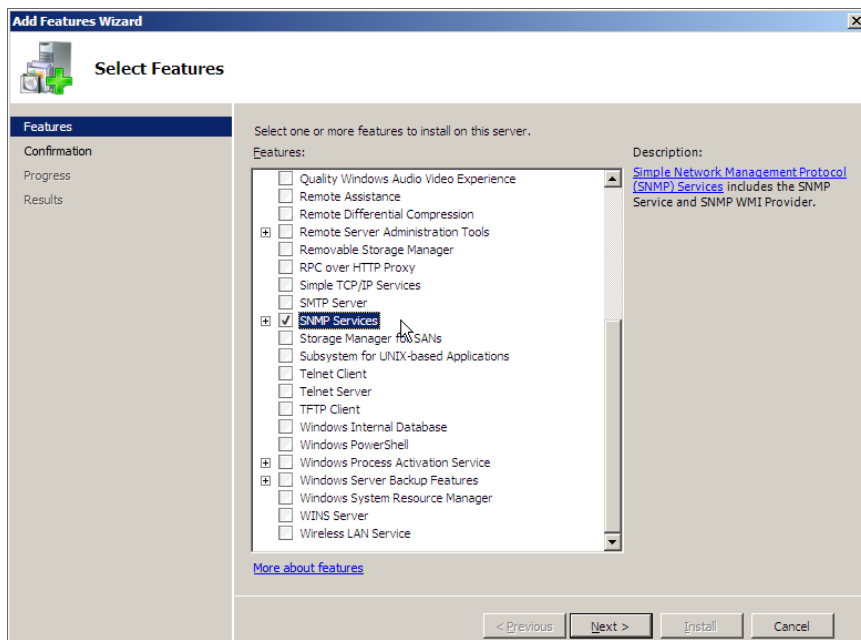 Add Features Wizard
Select Features
Features
Confirmation
Progress
Results
Select one or more features to install on this server.
Features:
Quality Windows Audio Video Experience
Remote Assistance
Remote Differential Compression
Remote Server Administration Tools
Removable Storage Manager
RPC over HTTP Proxy
Simple TCP/IP Services
SMTP Server
SNMP Services
Storage Manager for SANs
Subsystem for UNIX-based Applications
Telnet Client
Telnet Server
TFTP Client
Windows Internal Database
Windows PowerShell
Windows Process Activation Service
Windows Server Backup Features
Windows System Resource Manager
WINS Server
Wireless LAN Service
More about features
Description:
Simple Network Management Protocol
(SNMP) Services includes the SNMP
Service and SNMP WMI Provider.
< Previous
Next >
Install
Cancel